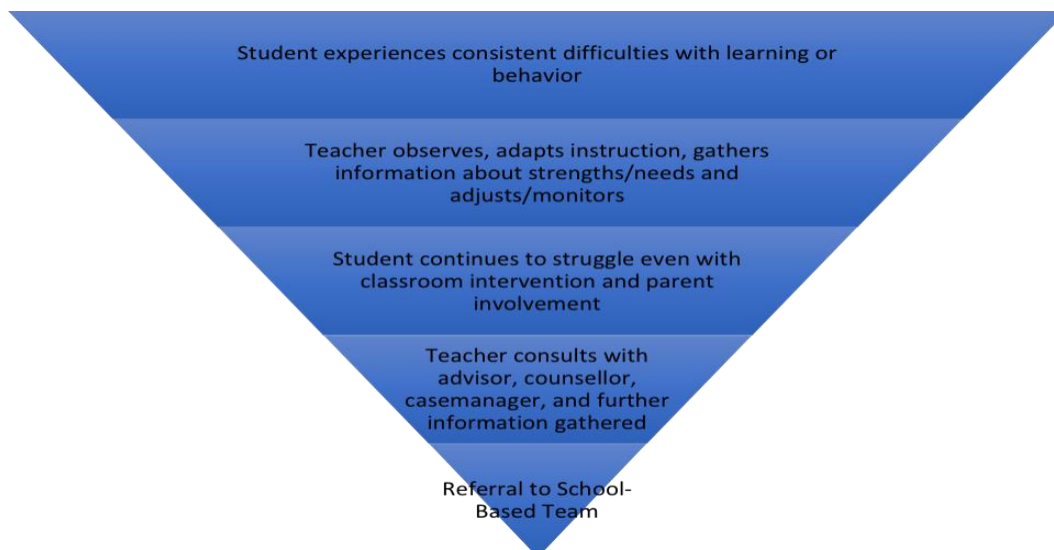 Student experiences consistent difficulties with learning or
behavior
Teacher observes, adapts instruction, gathers
information about strengths/needs and
adjusts/monitors
Student continues to struggle even with
classroom intervention and parent
involvement
Teacher consults with
advisor, counsellor,
casemanager, and further
information gathered
Referral to School-
Based Team